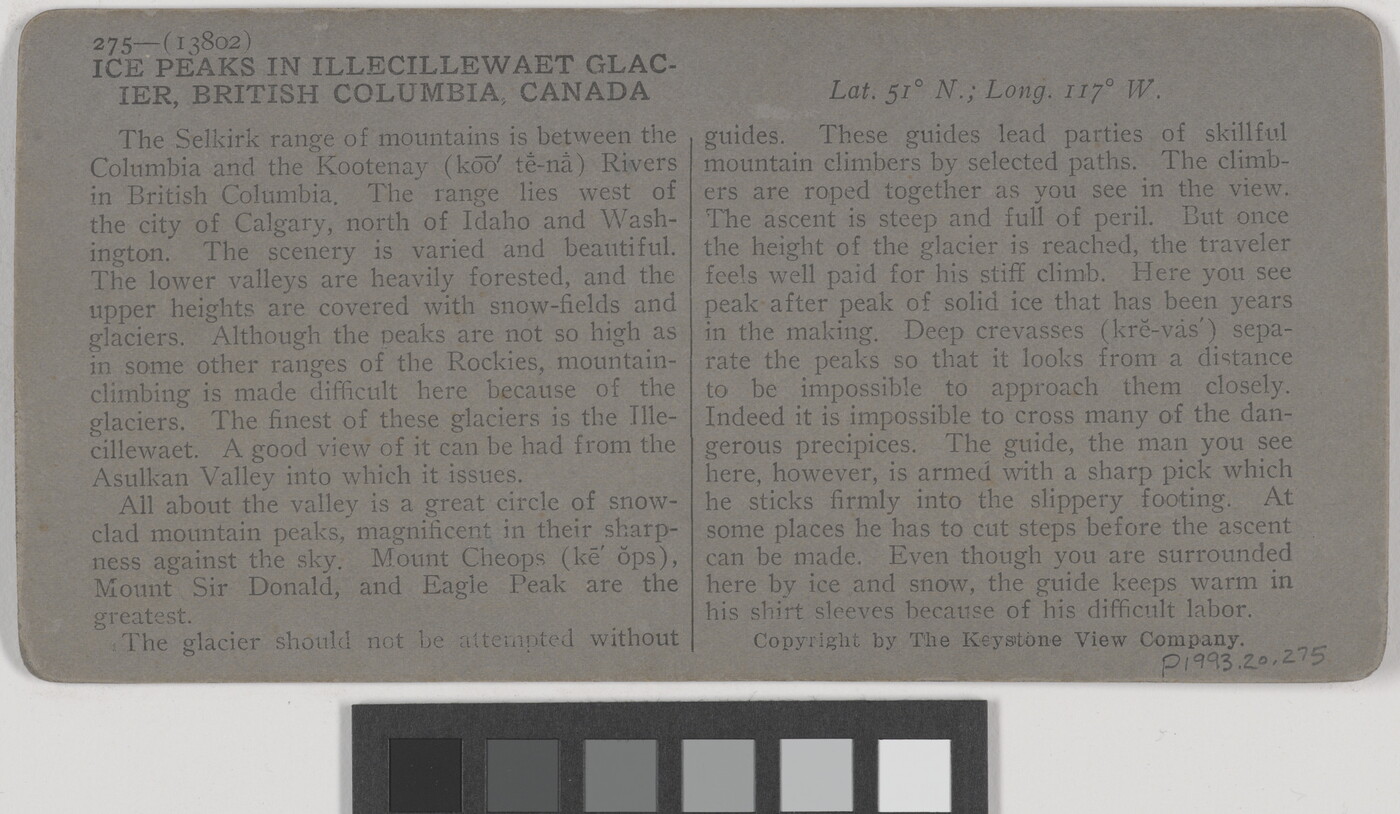 275—(13802)
ICE PEAKS IN ILLECILLEWAET GLAC-
IER, BRITISH COLUMBIA, CANADA
Lat. 51° N.; Long. 117° W.
The Selkirk range of mountains is between the
Columbia and the Kootenay (ko͞o′ tė̄-nȧ) Rivers
in British Columbia. The range lies west of
the city of Calgary, north of Idaho and Wash-
ington. The scenery is varied and beautiful.
The lower valleys are heavily forested, and the
upper heights are covered with snow-fields and
glaciers. Although the peaks are not so high as
in some other ranges of the Rockies, mountain-
climbing is made difficult here because of the
glaciers. The finest of these glaciers is the Ille-
cillewaet. A good view of it can be had from the
Asulkan Valley into which it issues.
All about the valley is a great circle of snow-
clad mountain peaks, magnificent in their sharp-
ness against the sky. Mount Cheops (kē′ ŏps),
Mount Sir Donald, and Eagle Peak are the
greatest.
The glacier should not be attempted without
guides. These guides lead parties of skillful
mountain climbers by selected paths. The climb-
ers are roped together as you see in the view.
The ascent is steep and full of peril. But once
the height of the glacier is reached, the traveler
feels well paid for his stiff climb. Here you see
peak after peak of solid ice that has been years
in the making. Deep crevasses (krĕ-vȧs′) sepa-
rate the peaks so that it looks from a distance
to be impossible to approach them closely.
Indeed it is impossible to cross many of the dan-
gerous precipices. The guide, the man you see
here, however, is armed with a sharp pick which
he sticks firmly into the slippery footing. At
some places he has to cut steps before the ascent
can be made. Even though you are surrounded
here by ice and snow, the guide keeps warm in
his shirt sleeves because of his difficult labor.
Copyright by The Keystone View Company.
P1993.20.275